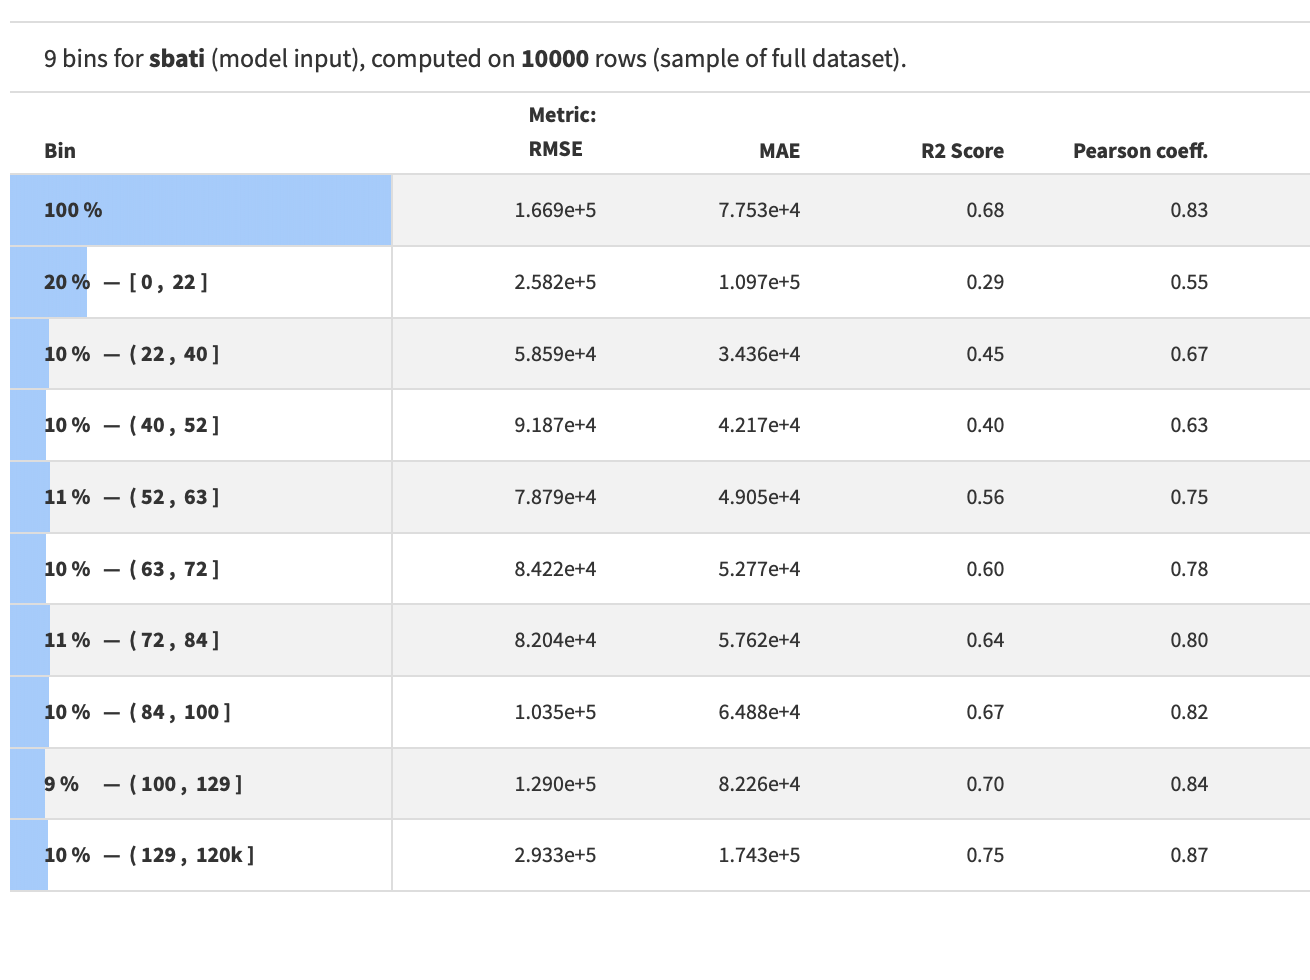 9 bins for sbati (model input), computed on 10000 rows (sample of full dataset).
Metric:
Bin RMSE MAE R2 Score Pearson coeff.
100 % 1.669e+5 7.753e+4 0.68 0.83
20 % — [ 0 , 22 ] 2.582e+5 1.097e+5 0.29 0.55
10 % — ( 22 , 40 ] 5.859e+4 3.436e+4 0.45 0.67
10 % — ( 40 , 52 ] 9.187e+4 4.217e+4 0.40 0.63
11 % — ( 52 , 63 ] 7.879e+4 4.905e+4 0.56 0.75
10 % — ( 63 , 72 ] 8.422e+4 5.277e+4 0.60 0.78
11 % — ( 72 , 84 ] 8.204e+4 5.762e+4 0.64 0.80
10 % — ( 84 , 100 ] 1.035e+5 6.488e+4 0.67 0.82
9 % — ( 100 , 129 ] 1.290e+5 8.226e+4 0.70 0.84
10 % — ( 129 , 120k ] 2.933e+5 1.743e+5 0.75 0.87